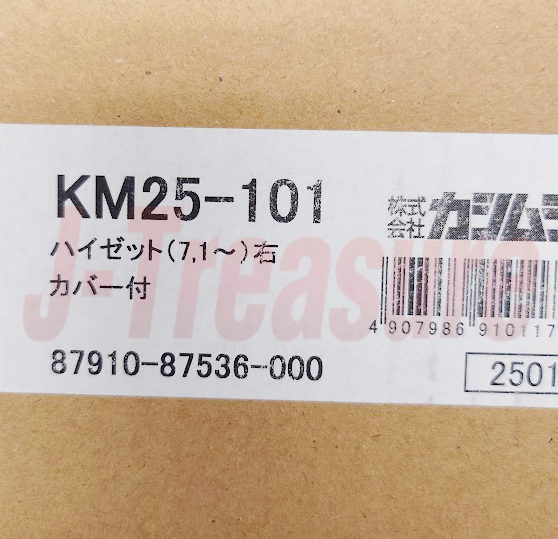 KM25-101
株式
会社
ハイゼット(7,1~)右
カバー付
J-Treasure
4 907986 910117
87910-87536-000
2501